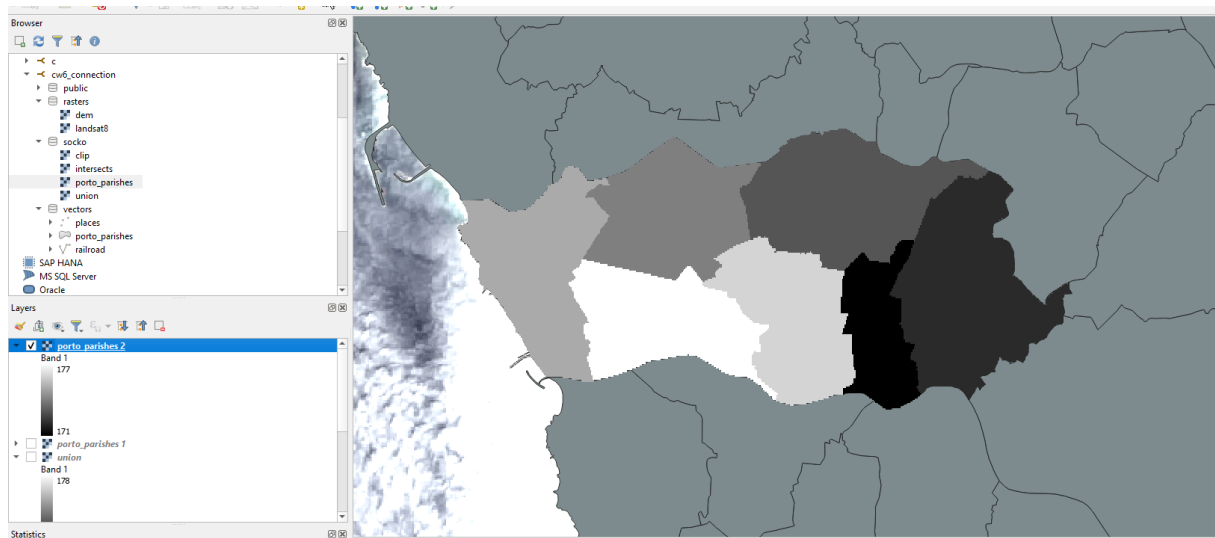 Browser
c
cw6_connection
public
rasters
dem
landsat8
socko
clip
intersects
porto_parishes
union
vectors
places
porto_parishes
railroad
SAP HANA
MS SQL Server
Oracle
Layers
porto_parishes 2
Band 1
177
171
porto_parishes 1
union
Band 1
178
Statistics